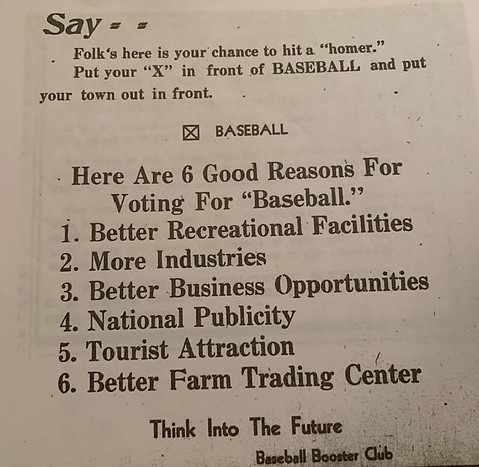 Say - -
Folk's here is your chance to hit a "homer."
Put your "X" in front of BASEBALL and put
your town out in front.
☒ BASEBALL
Here Are 6 Good Reasons For
Voting For "Baseball."
1. Better Recreational Facilities
2. More Industries
3. Better Business Opportunities
4. National Publicity
5. Tourist Attraction
6. Better Farm Trading Center
Think Into The Future
Baseball Booster Club